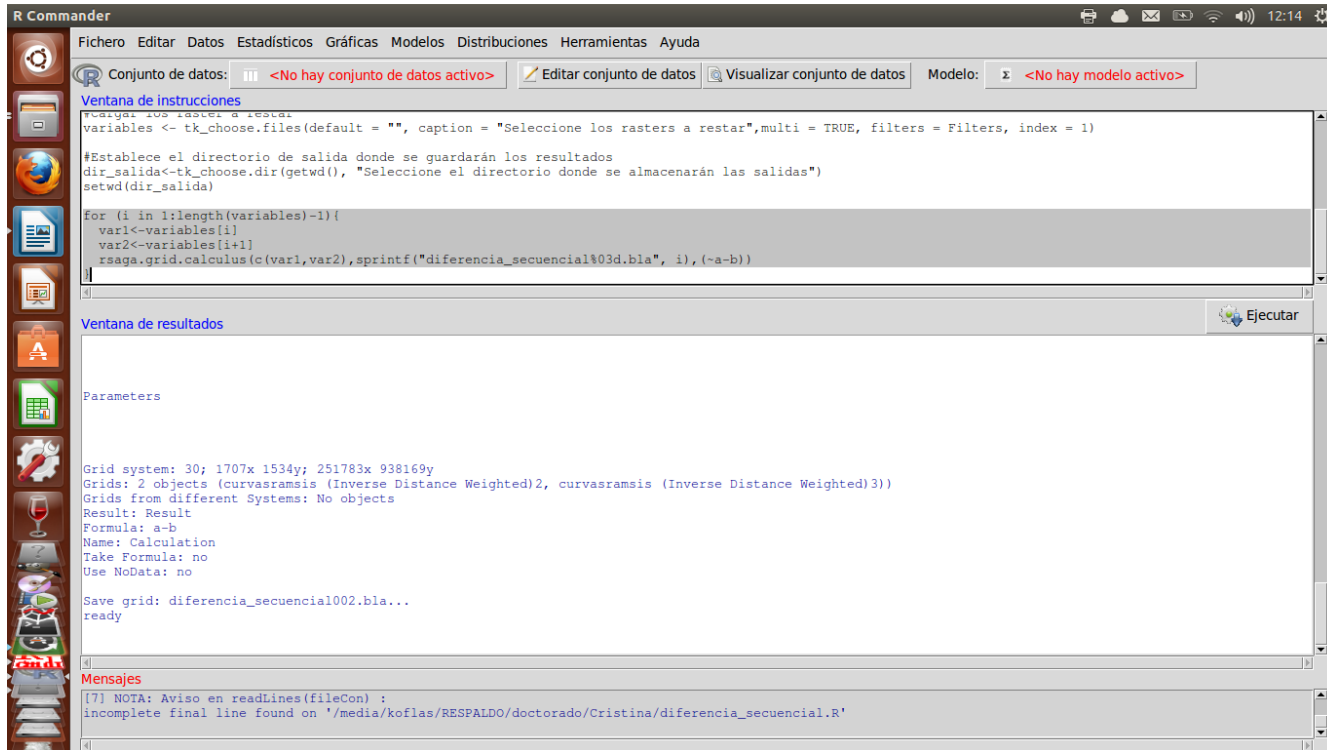 R Commander
12:14
Fichero Editar Datos Estadísticos Gráficas Modelos Distribuciones Herramientas Ayuda
Conjunto de datos: <No hay conjunto de datos activo> Editar conjunto de datos Visualizar conjunto de datos Modelo: Σ <No hay modelo activo>
Ventana de instrucciones
#Cargar los raster a restar
variables <- tk_choose.files(default = "", caption = "Seleccione los rasters a restar",multi = TRUE, filters = Filters, index = 1)
#Establece el directorio de salida donde se guardarán los resultados
dir_salida<-tk_choose.dir(getwd(), "Seleccione el directorio donde se almacenarán las salidas")
setwd(dir_salida)
for (i in 1:length(variables)-1){
var1<-variables[i]
var2<-variables[i+1]
rsaga.grid.calculus(c(var1,var2),sprintf("diferencia_secuencial%03d.bla", i),(~a-b))
}
Ejecutar
Ventana de resultados
Parameters
Grid system: 30; 1707x 1534y; 251783x 938169y
Grids: 2 objects (curvasramsis (Inverse Distance Weighted)2, curvasramsis (Inverse Distance Weighted)3))
Grids from different Systems: No objects
Result: Result
Formula: a-b
Name: Calculation
Take Formula: no
Use NoData: no
Save grid: diferencia_secuencial002.bla...
ready
Mensajes
[7] NOTA: Aviso en readLines(fileCon) :
incomplete final line found on '/media/koflas/RESPALDO/doctorado/Cristina/diferencia_secuencial.R'